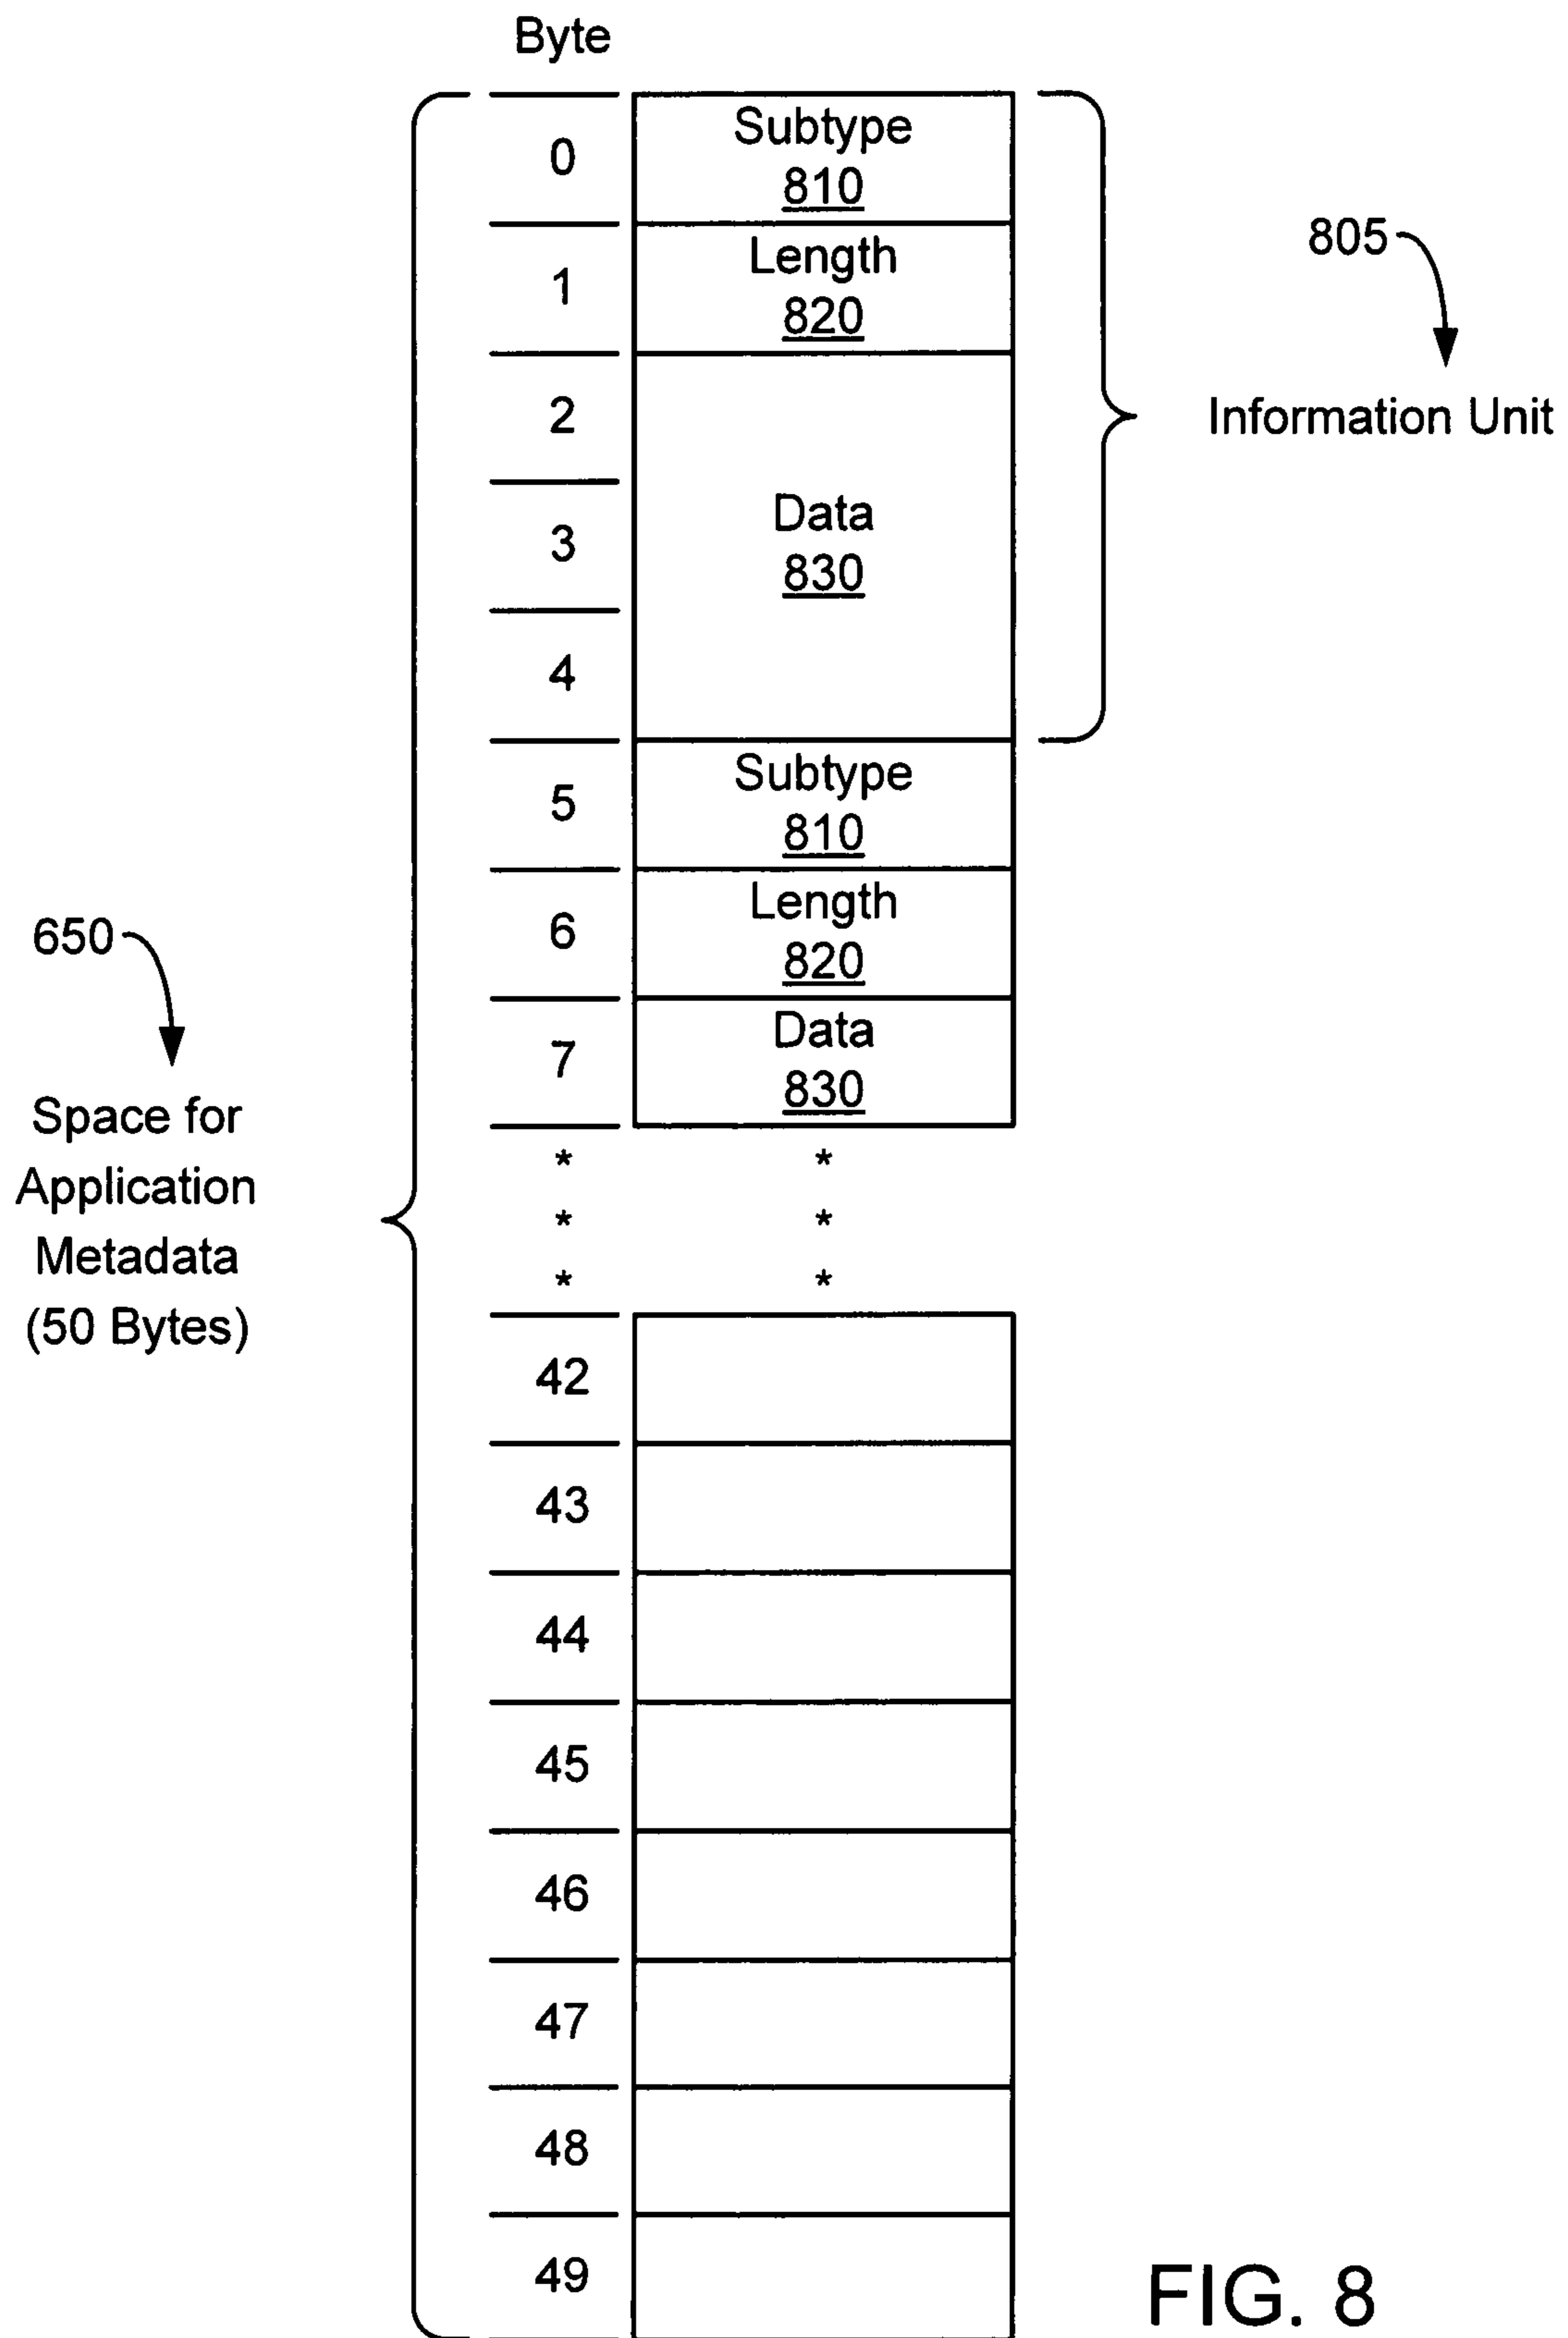 Byte
0
Subtype
810
1
Length
820
2
3
4
Data
830
805
Information Unit
5
Subtype
810
6
Length
820
7
Data
830
650
Space for
Application
Metadata
(50 Bytes)
* *
* *
* *
42
43
44
45
46
47
48
49
FIG. 8